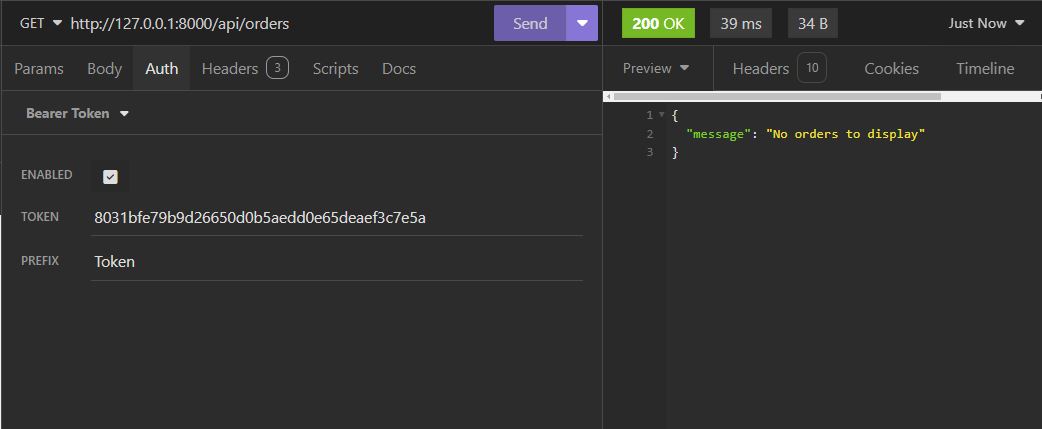 GET http://127.0.0.1:8000/api/orders Send
Params Body Auth Headers 3 Scripts Docs
Bearer Token
ENABLED
TOKEN 8031bfe79b9d26650d0b5aedd0e65deaef3c7e5a
PREFIX Token
200 OK 39 ms 34 B Just Now
Preview Headers 10 Cookies Timeline
1 {
2 "message": "No orders to display"
3 }